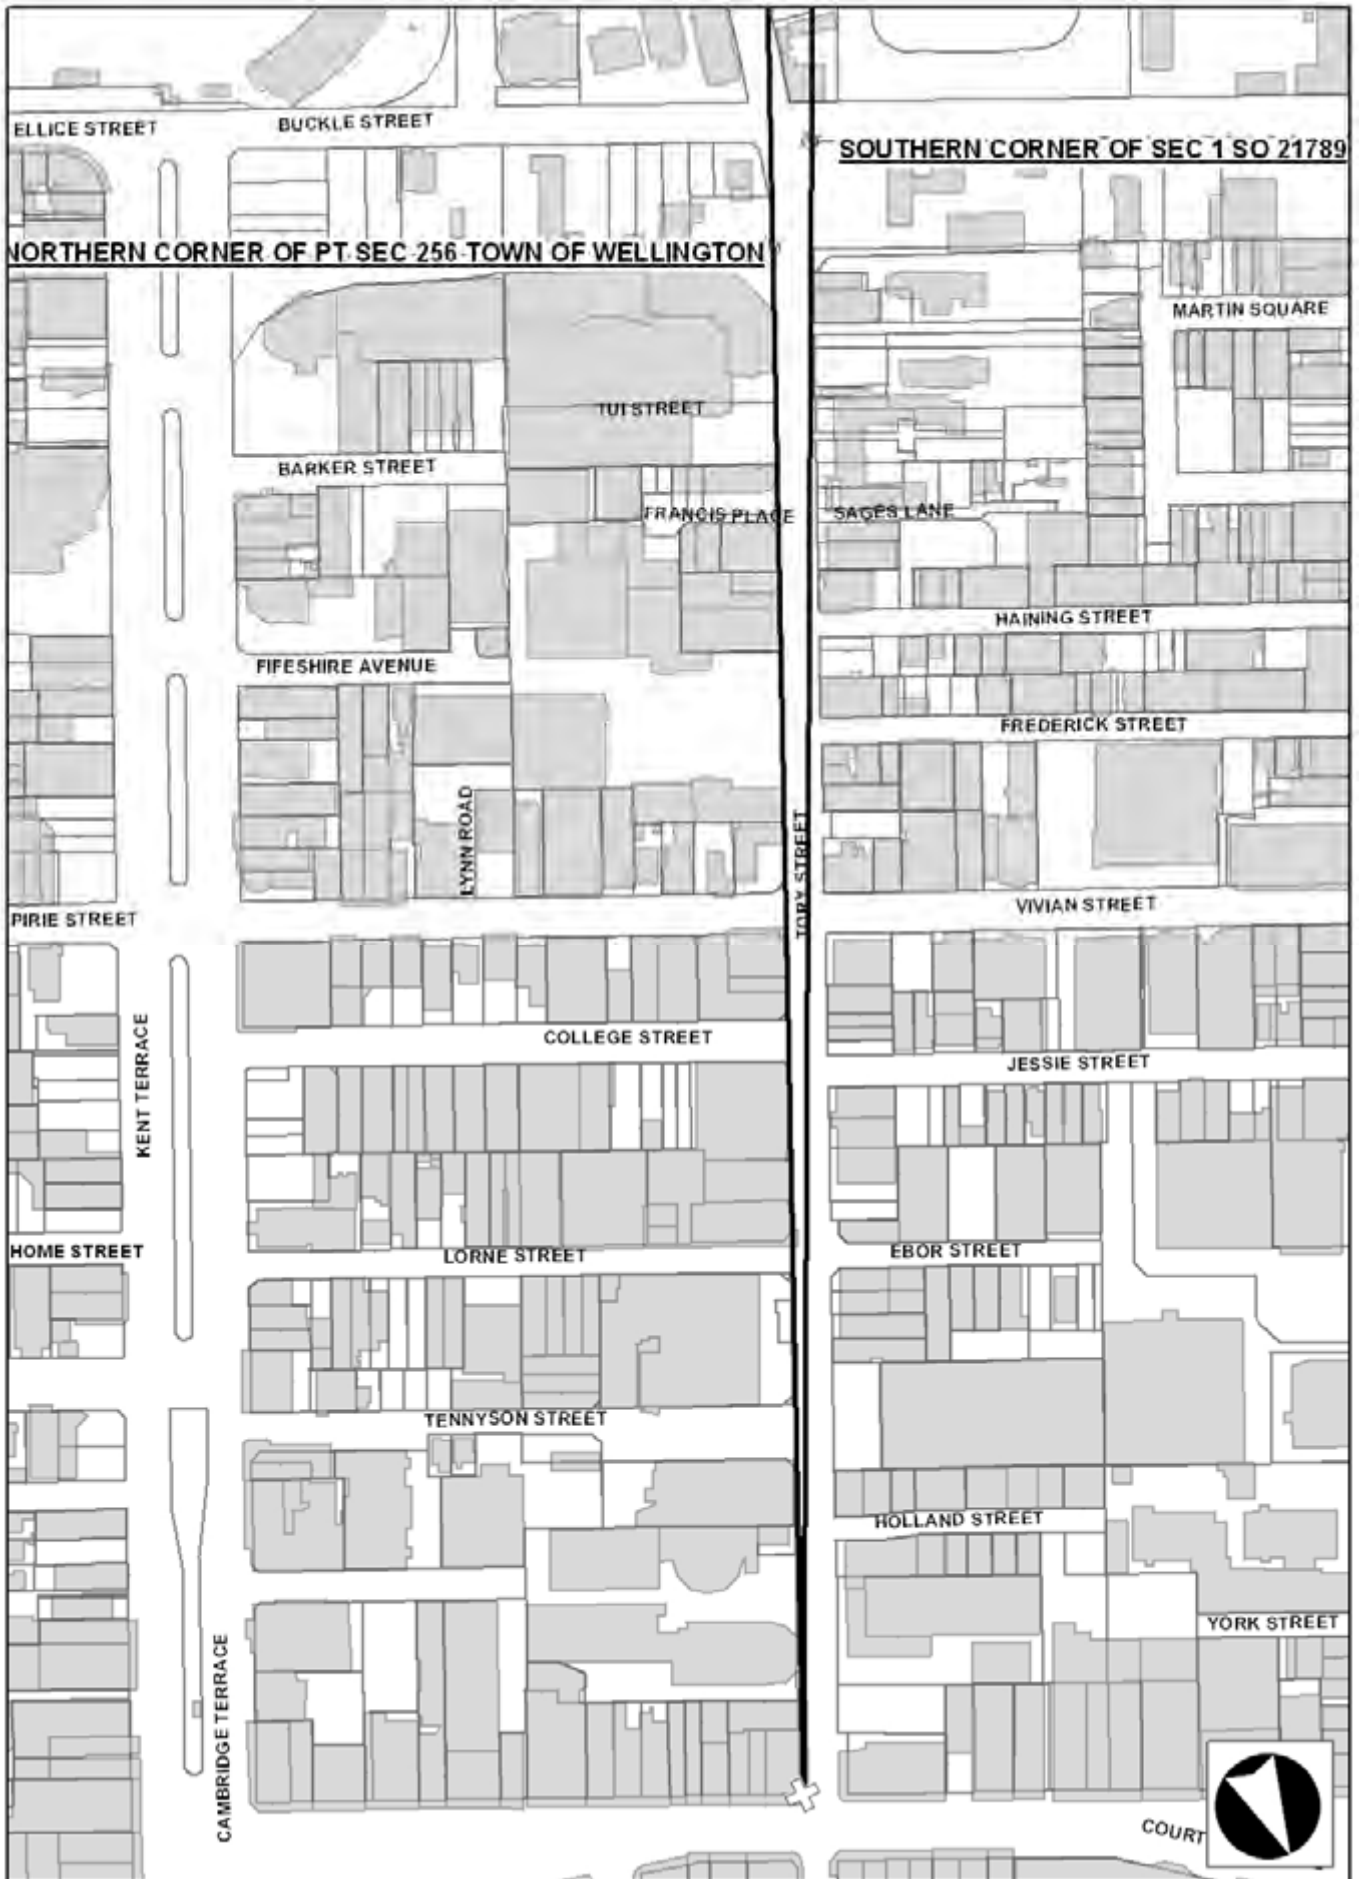 ELLICE STREET
BUCKLE STREET
SOUTHERN CORNER OF SEC 1 SO 21789
NORTHERN CORNER OF PT SEC 256 TOWN OF WELLINGTON
MARTIN SQUARE
TUI STREET
BARKER STREET
FRANCIS PLACE
SAGES LANE
HAINING STREET
FIFESHIRE AVENUE
FREDERICK STREET
LYNN ROAD
TORY STREET
VIVIAN STREET
PIRIE STREET
KENT TERRACE
COLLEGE STREET
JESSIE STREET
HOME STREET
LORNE STREET
EBOR STREET
TENNYSON STREET
HOLLAND STREET
YORK STREET
CAMBRIDGE TERRACE
COURT